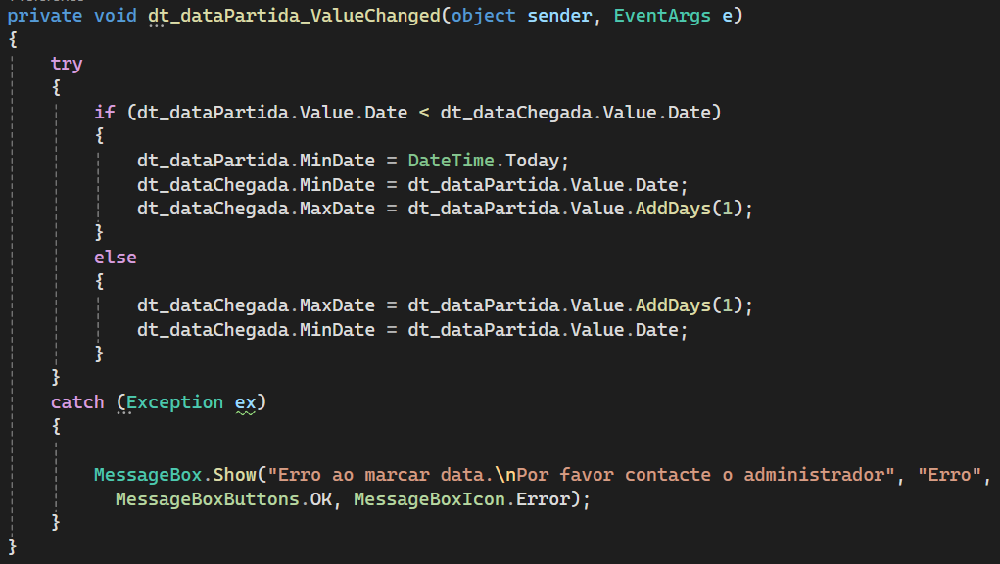 private void dt_dataPartida_ValueChanged(object sender, EventArgs e)
{
    try
    {
        if (dt_dataPartida.Value.Date < dt_dataChegada.Value.Date)
        {
            dt_dataPartida.MinDate = DateTime.Today;
            dt_dataChegada.MinDate = dt_dataPartida.Value.Date;
            dt_dataChegada.MaxDate = dt_dataPartida.Value.AddDays(1);
        }
        else
        {
            dt_dataChegada.MaxDate = dt_dataPartida.Value.AddDays(1);
            dt_dataChegada.MinDate = dt_dataPartida.Value.Date;
        }
    }
    catch (Exception ex)
    {

        MessageBox.Show("Erro ao marcar data.\nPor favor contacte o administrador", "Erro",
          MessageBoxButtons.OK, MessageBoxIcon.Error);
    }
}